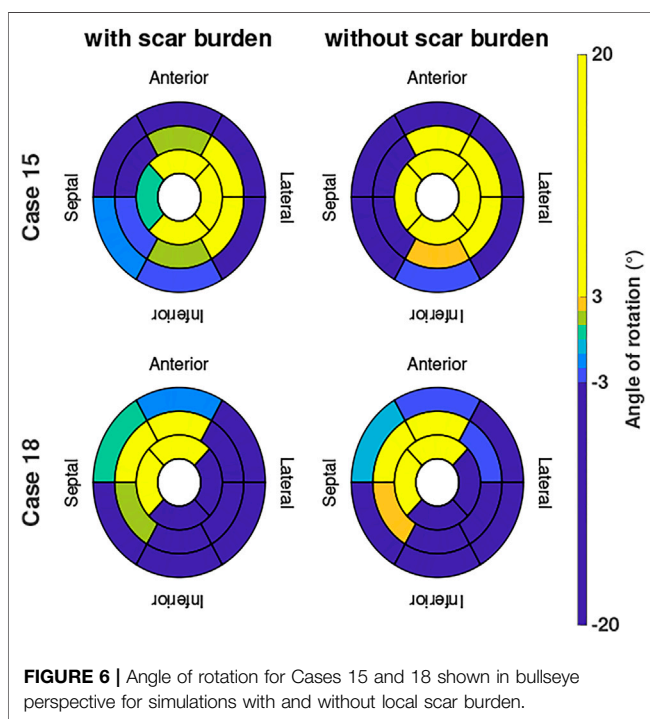 with scar burden
without scar burden
Anterior
Anterior
Case 15
Septal
Lateral
Septal
Lateral
Inferior
Inferior
Anterior
Anterior
Case 18
Septal
Lateral
Septal
Lateral
Inferior
Inferior
20
3
-3
-20
Angle of rotation (°)
FIGURE 6 | Angle of rotation for Cases 15 and 18 shown in bullseye
perspective for simulations with and without local scar burden.